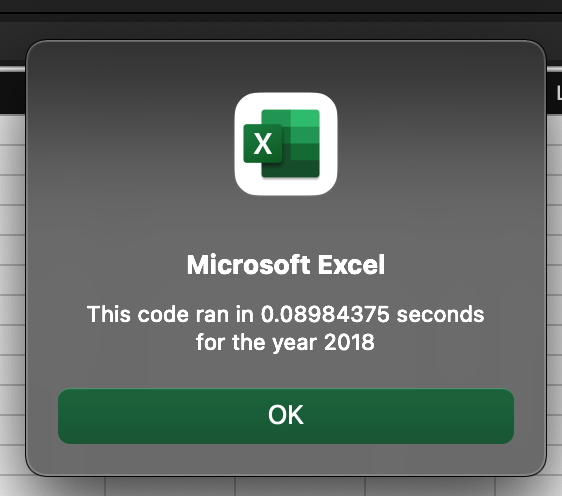 X
Microsoft Excel
This code ran in 0.08984375 seconds
for the year 2018
OK